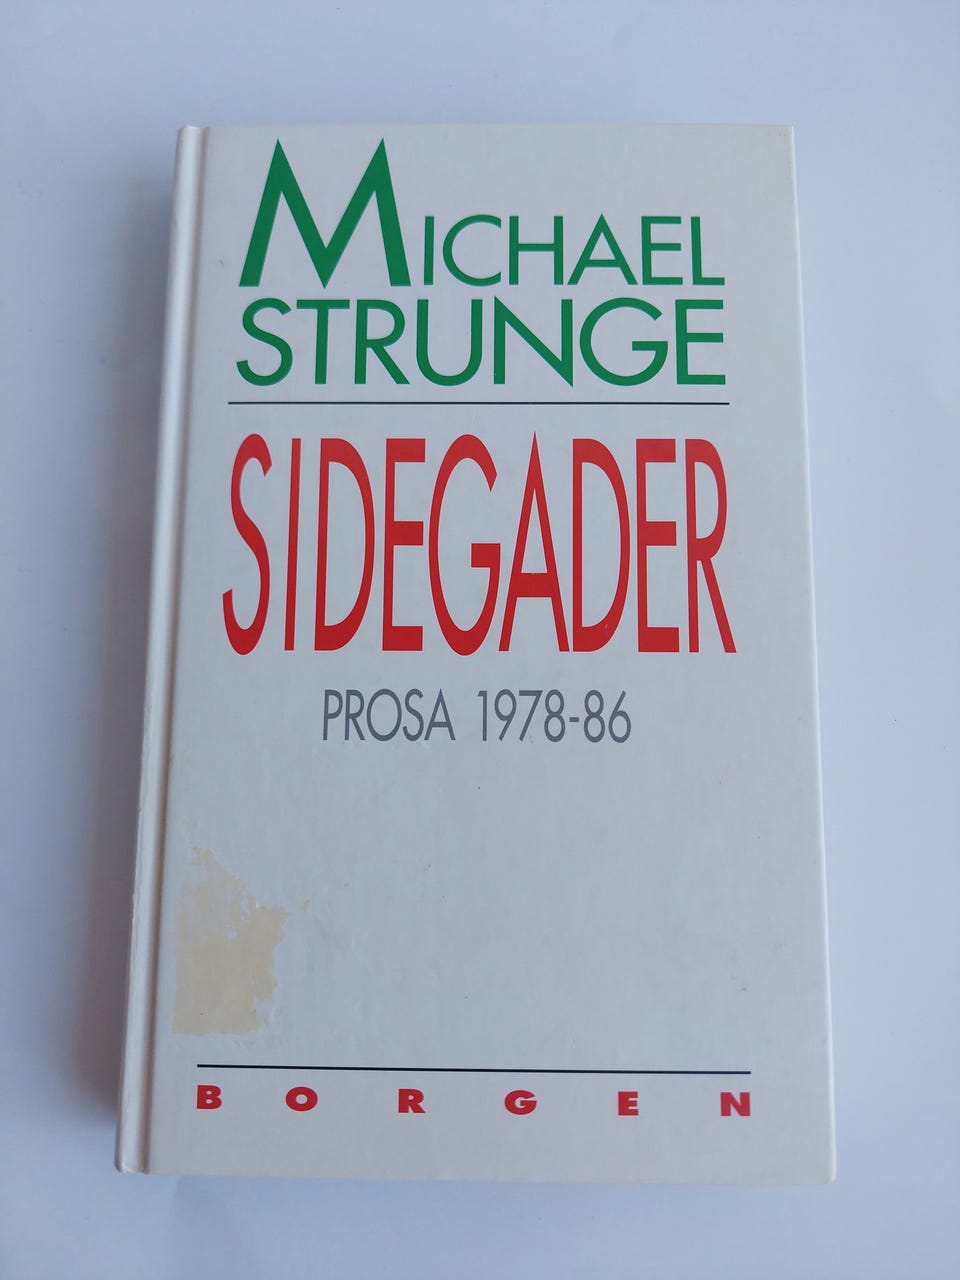 MICHAEL
STRUNGE
SIDEGADER
PROSA 1978-86
BORGEN